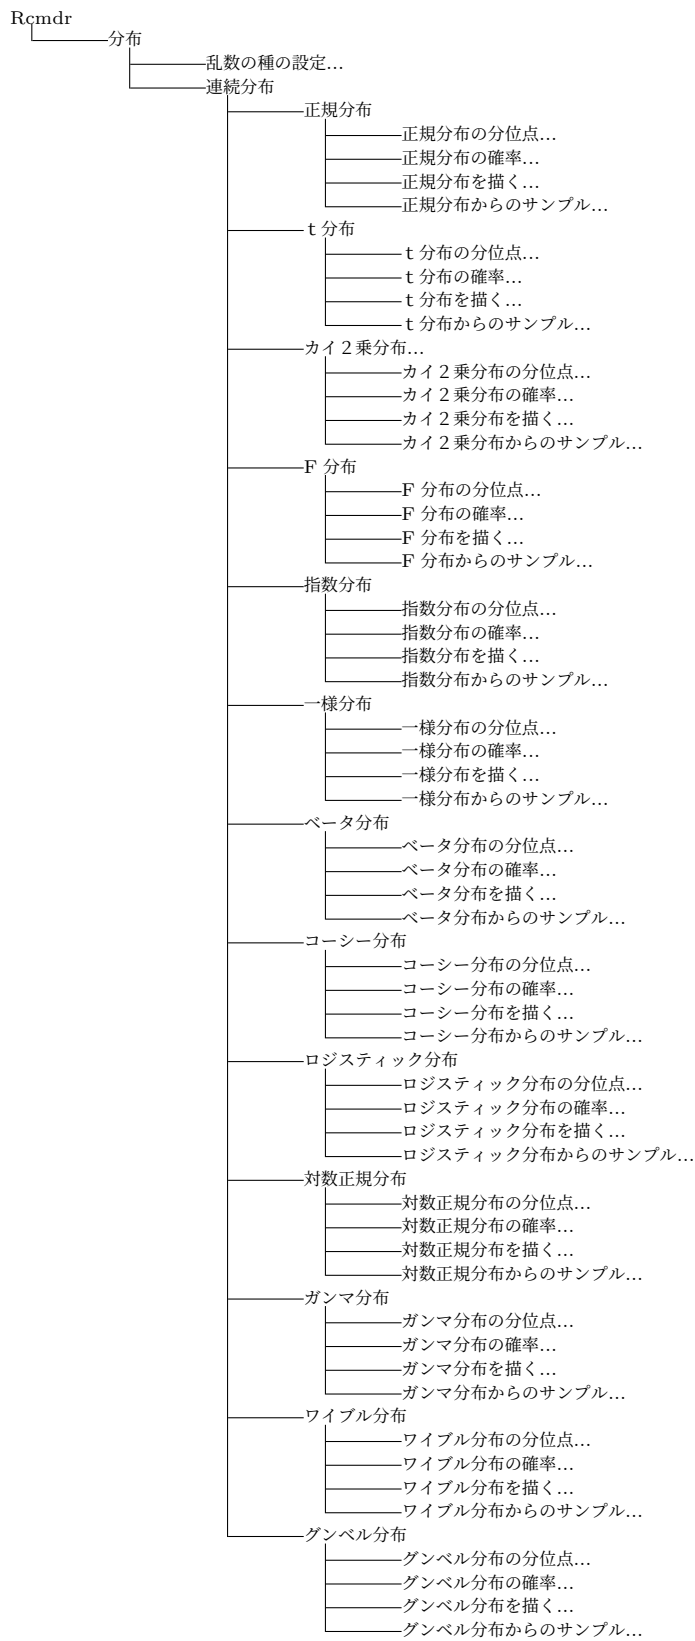 Rcmdr
分布
乱数の種の設定...
連続分布
正規分布
正規分布の分位点...
正規分布の確率...
正規分布を描く...
正規分布からのサンプル...
ｔ分布
ｔ分布の分位点...
ｔ分布の確率...
ｔ分布を描く...
ｔ分布からのサンプル...
カイ２乗分布...
カイ２乗分布の分位点...
カイ２乗分布の確率...
カイ２乗分布を描く...
カイ２乗分布からのサンプル...
F 分布
F 分布の分位点...
F 分布の確率...
F 分布を描く...
F 分布からのサンプル...
指数分布
指数分布の分位点...
指数分布の確率...
指数分布を描く...
指数分布からのサンプル...
一様分布
一様分布の分位点...
一様分布の確率...
一様分布を描く...
一様分布からのサンプル...
ベータ分布
ベータ分布の分位点...
ベータ分布の確率...
ベータ分布を描く...
ベータ分布からのサンプル...
コーシー分布
コーシー分布の分位点...
コーシー分布の確率...
コーシー分布を描く...
コーシー分布からのサンプル...
ロジスティック分布
ロジスティック分布の分位点...
ロジスティック分布の確率...
ロジスティック分布を描く...
ロジスティック分布からのサンプル...
対数正規分布
対数正規分布の分位点...
対数正規分布の確率...
対数正規分布を描く...
対数正規分布からのサンプル...
ガンマ分布
ガンマ分布の分位点...
ガンマ分布の確率...
ガンマ分布を描く...
ガンマ分布からのサンプル...
ワイブル分布
ワイブル分布の分位点...
ワイブル分布の確率...
ワイブル分布を描く...
ワイブル分布からのサンプル...
グンベル分布
グンベル分布の分位点...
グンベル分布の確率...
グンベル分布を描く...
グンベル分布からのサンプル...